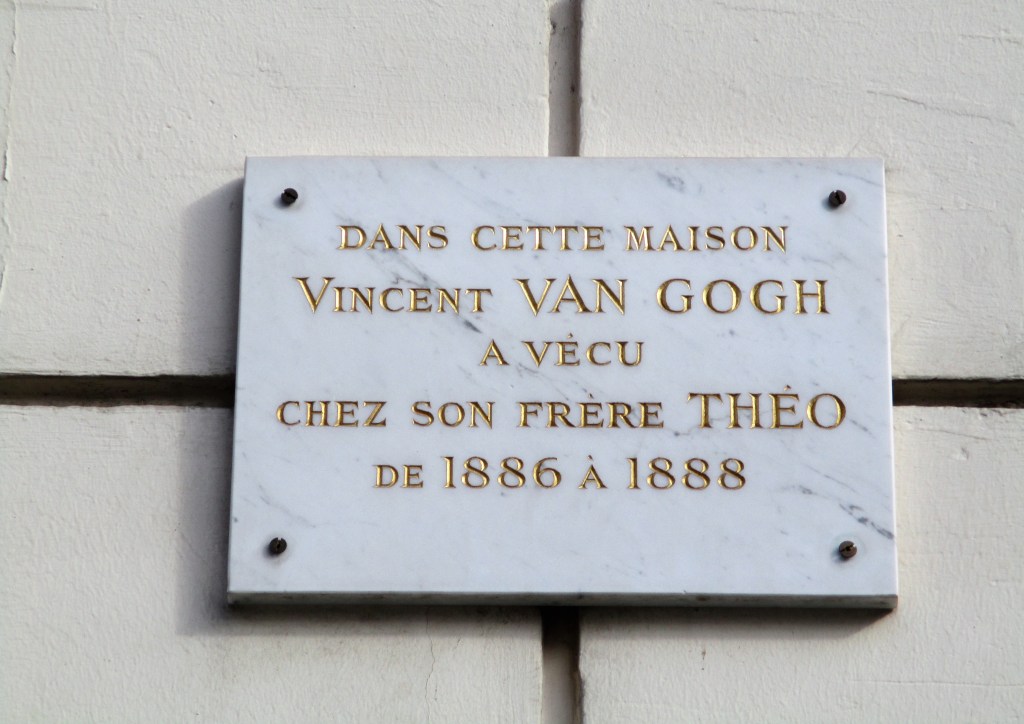 DANS CETTE MAISON
VINCENT VAN GOGH
A VÉCU
CHEZ SON FRÈRE THÉO
DE 1886 À 1888